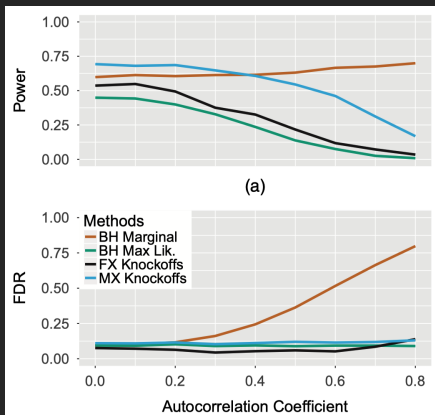 1.00
0.75
0.50
0.25
0.00
Power
(a)
Methods
BH Marginal
BH Max Lik.
FX Knockoffs
MX Knockoffs
1.00
0.75
0.50
0.25
0.00
FDR
0.0 0.2 0.4 0.6 0.8
Autocorrelation Coefficient